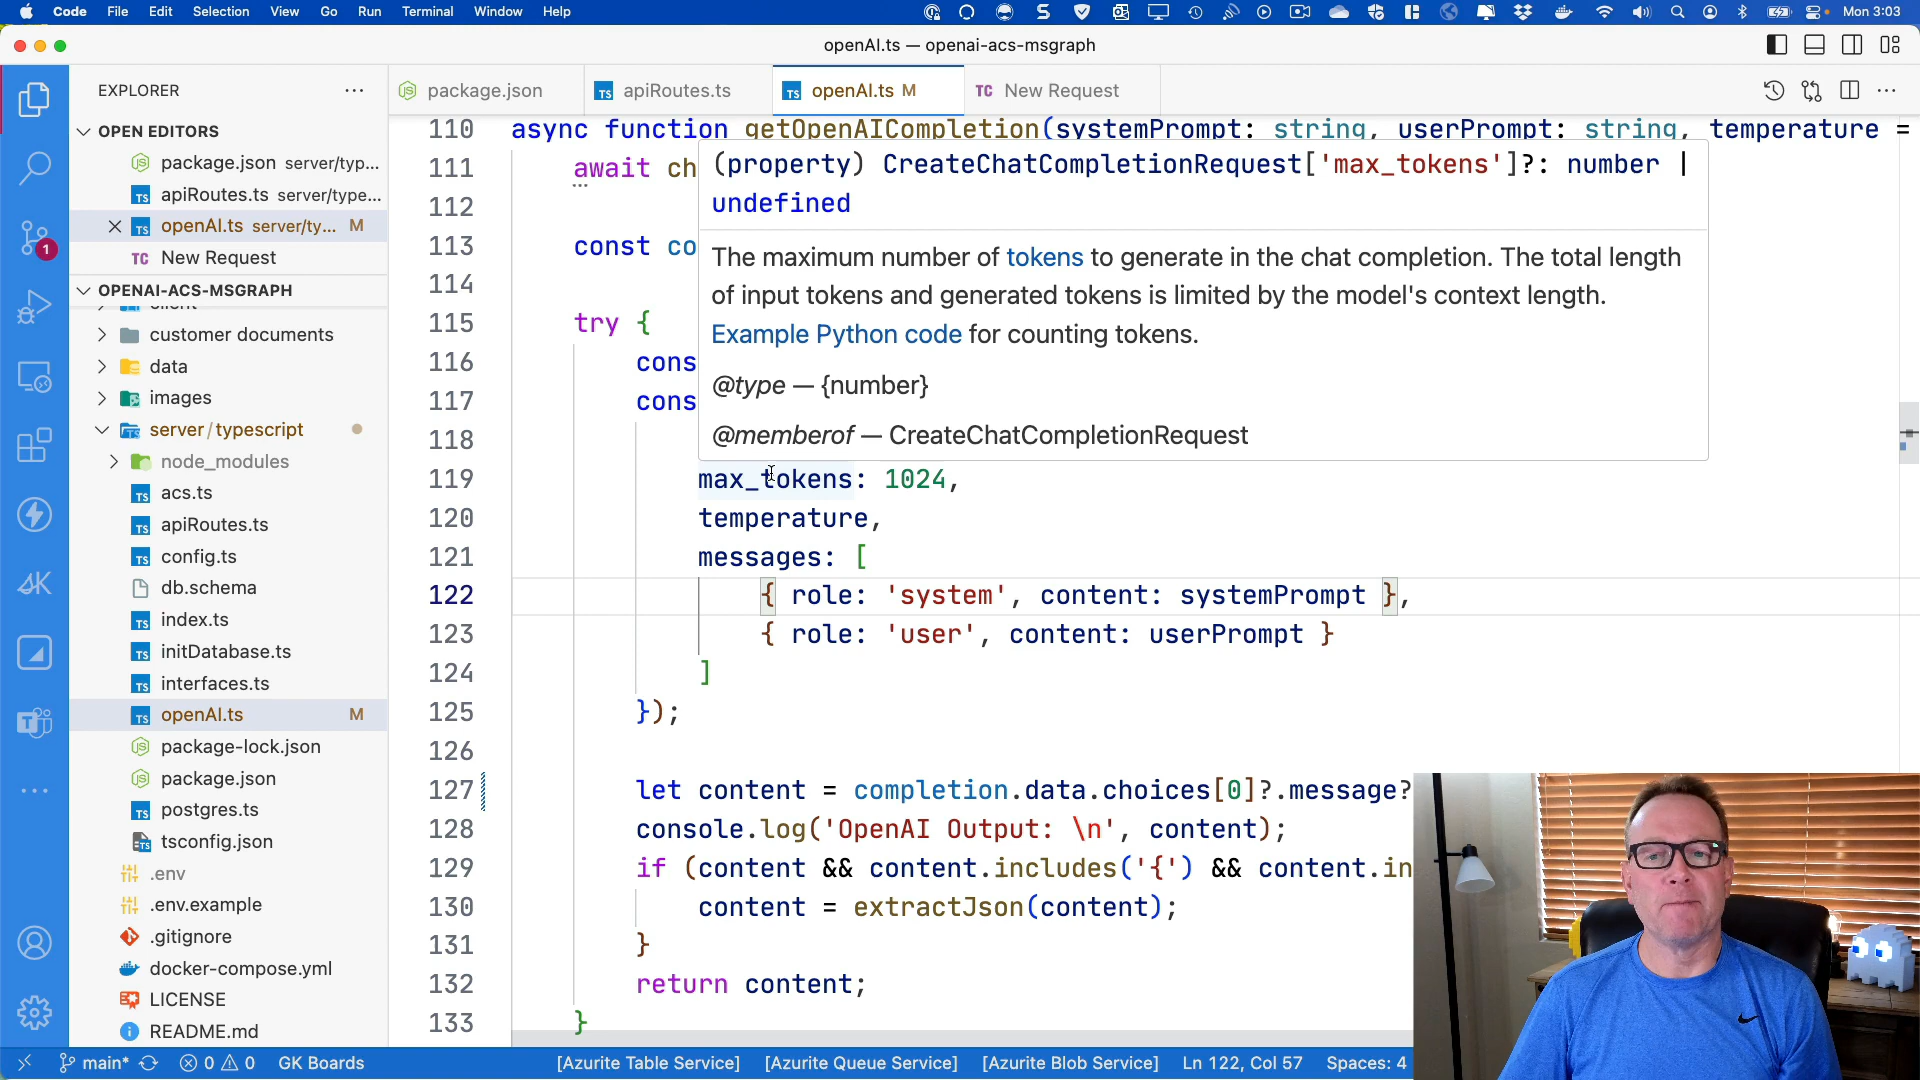 Code File Edit Selection View Go Run Terminal Window Help Mon 3:03
openAI.ts — openai-acs-msgraph
EXPLORER
package.json
apiRoutes.ts
openAI.ts M
New Request
OPEN EDITORS
package.json server/typ...
apiRoutes.ts server/type...
openAI.ts server/ty... M
New Request
OPENAI-ACS-MSGRAPH
client
customer documents
data
images
server / typescript
node_modules
acs.ts
apiRoutes.ts
config.ts
db.schema
index.ts
initDatabase.ts
interfaces.ts
openAI.ts M
package-lock.json
package.json
postgres.ts
tsconfig.json
.env
.env.example
.gitignore
docker-compose.yml
LICENSE
README.md
110 async function getOpenAICompletion(systemPrompt: string, userPrompt: string, temperature =
111 await ch
112
113 const co
114
115 try {
116 cons
117 cons
118
(property) CreateChatCompletionRequest['max_tokens']?: number |
undefined
The maximum number of tokens to generate in the chat completion. The total length
of input tokens and generated tokens is limited by the model's context length.
Example Python code for counting tokens.
@type — {number}
@memberof — CreateChatCompletionRequest
119 max_tokens: 1024,
120 temperature,
121 messages: [
122 { role: 'system', content: systemPrompt },
123 { role: 'user', content: userPrompt }
124 ]
125 });
126
127 let content = completion.data.choices[0]?.message?
128 console.log('OpenAI Output: \n', content);
129 if (content && content.includes('{') && content.in
130 content = extractJson(content);
131 }
132 return content;
133 }
main* 0 0 GK Boards [Azurite Table Service] [Azurite Queue Service] [Azurite Blob Service] Ln 122, Col 57 Spaces: 4